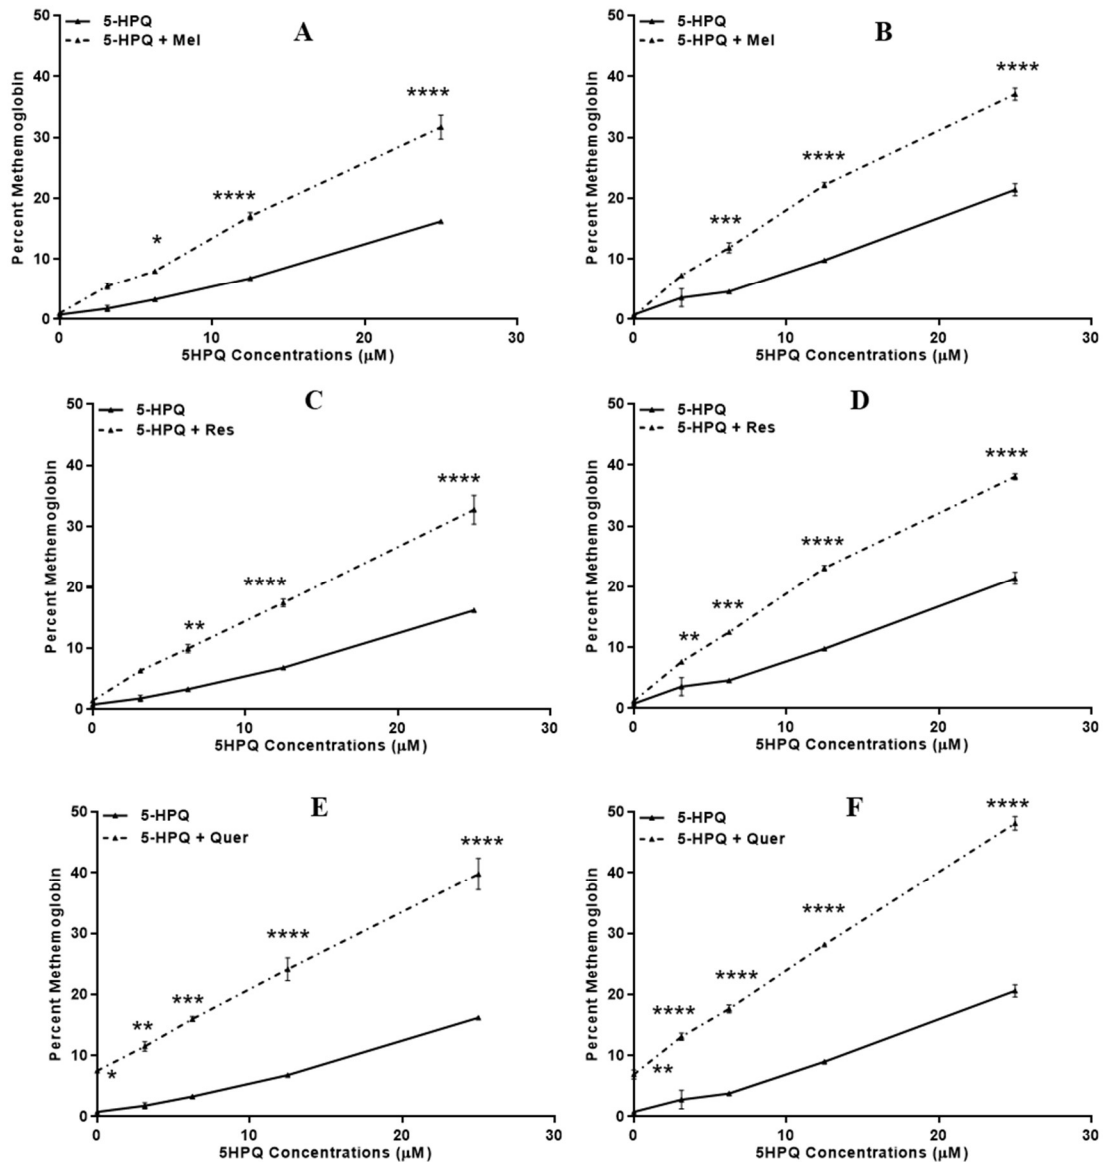 A
5-HPQ
5-HPQ + Mel
Percent Methemoglobin
50
40
30
20
10
0
*
****
****
0 10 20 30
5HPQ Concentrations (μM)
B
5-HPQ
5-HPQ + Mel
Percent Methemoglobin
50
40
30
20
10
0
***
****
****
0 10 20 30
5HPQ Concentrations (μM)
C
5-HPQ
5-HPQ + Res
Percent Methemoglobin
50
40
30
20
10
0
**
****
****
0 10 20 30
5HPQ Concentrations (μM)
D
5-HPQ
5-HPQ + Res
Percent Methemoglobin
50
40
30
20
10
0
**
***
****
****
0 10 20 30
5HPQ Concentrations (μM)
E
5-HPQ
5-HPQ + Quer
Percent Methemoglobin
50
40
30
20
10
0
*
**
***
****
****
0 10 20 30
5HPQ Concentrations (μM)
F
5-HPQ
5-HPQ + Quer
Percent Methemoglobin
50
40
30
20
10
0
**
****
****
****
****
0 10 20 30
5HPQ Concentrations (μM)